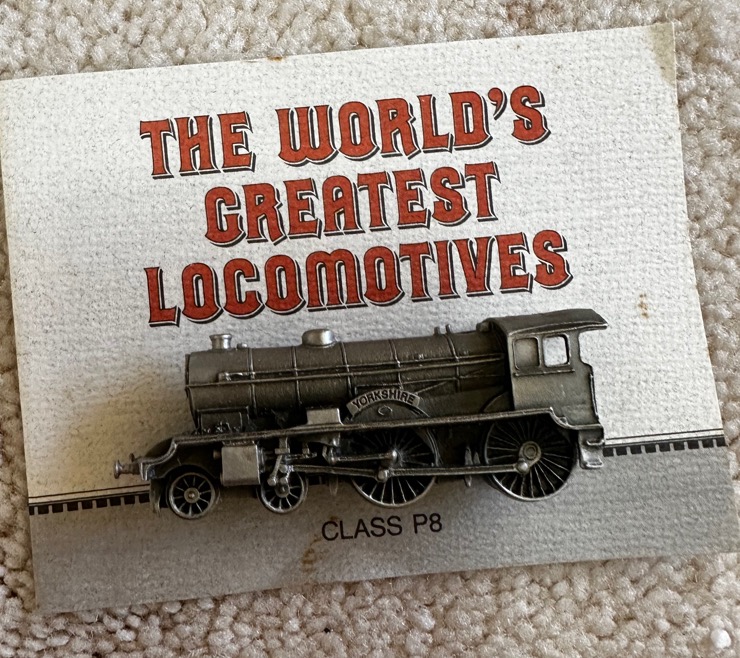 THE WORLD'S
GREATEST
LOCOMOTIVES
YORKSHIRE
CLASS P8